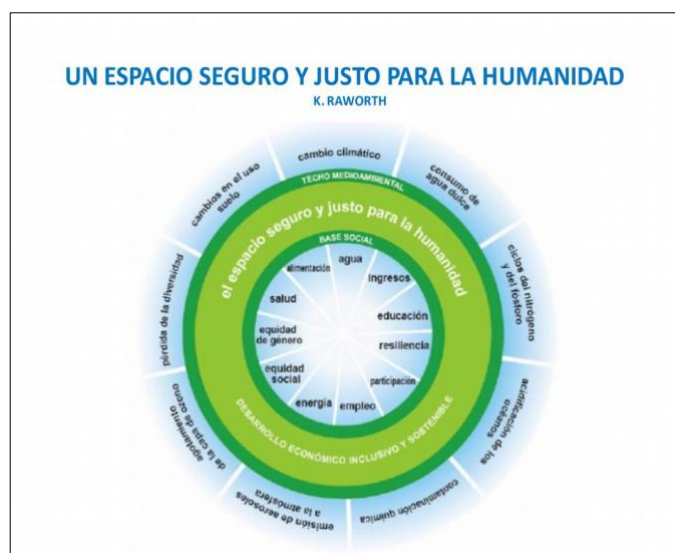 UN ESPACIO SEGURO Y JUSTO PARA LA HUMANIDAD
K. RAWORTH
cambio climático
consumo de
agua dulce
ciclos del nitrógeno
y del fósforo
acidificación de los
océanos
contaminación química
emisión de aerosoles
a la atmósfera
agotamiento
de la capa de ozono
pérdida de la diversidad
cambios en el uso
suelo
TECHO MEDIOAMBIENTAL
el espacio seguro y justo para la humanidad
BASE SOCIAL
agua
ingresos
educación
resiliencia
participación
empleo
energía
equidad
social
equidad
de género
salud
alimentación
DESARROLLO ECONÓMICO INCLUSIVO Y SOSTENIBLE